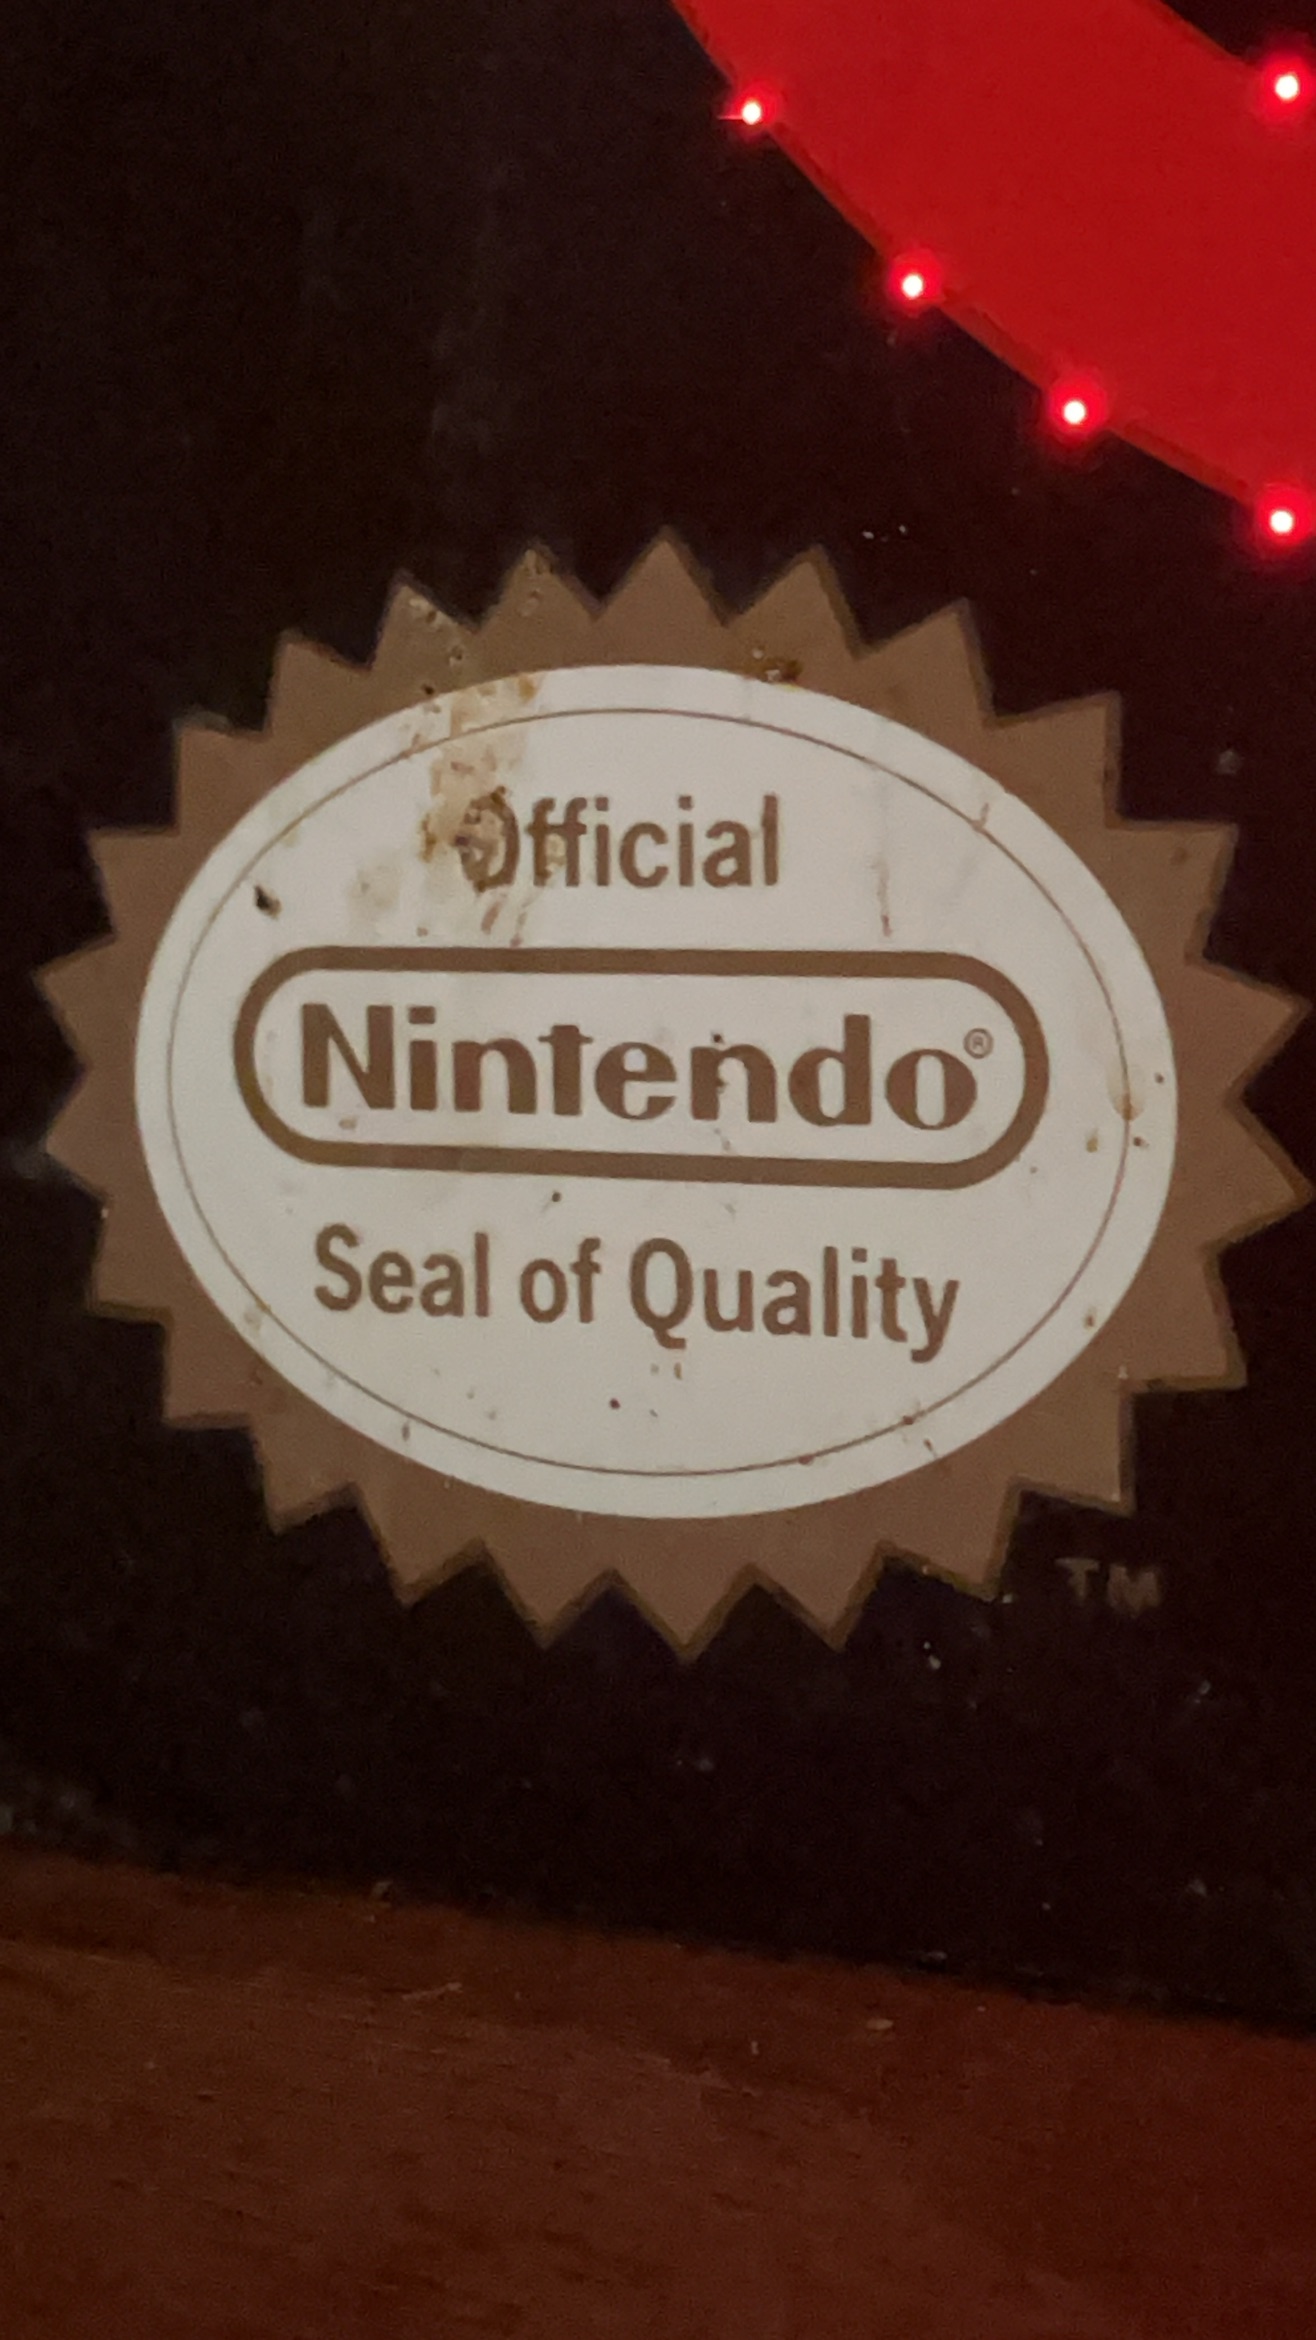 Official
Nintendo®
Seal of Quality
TM